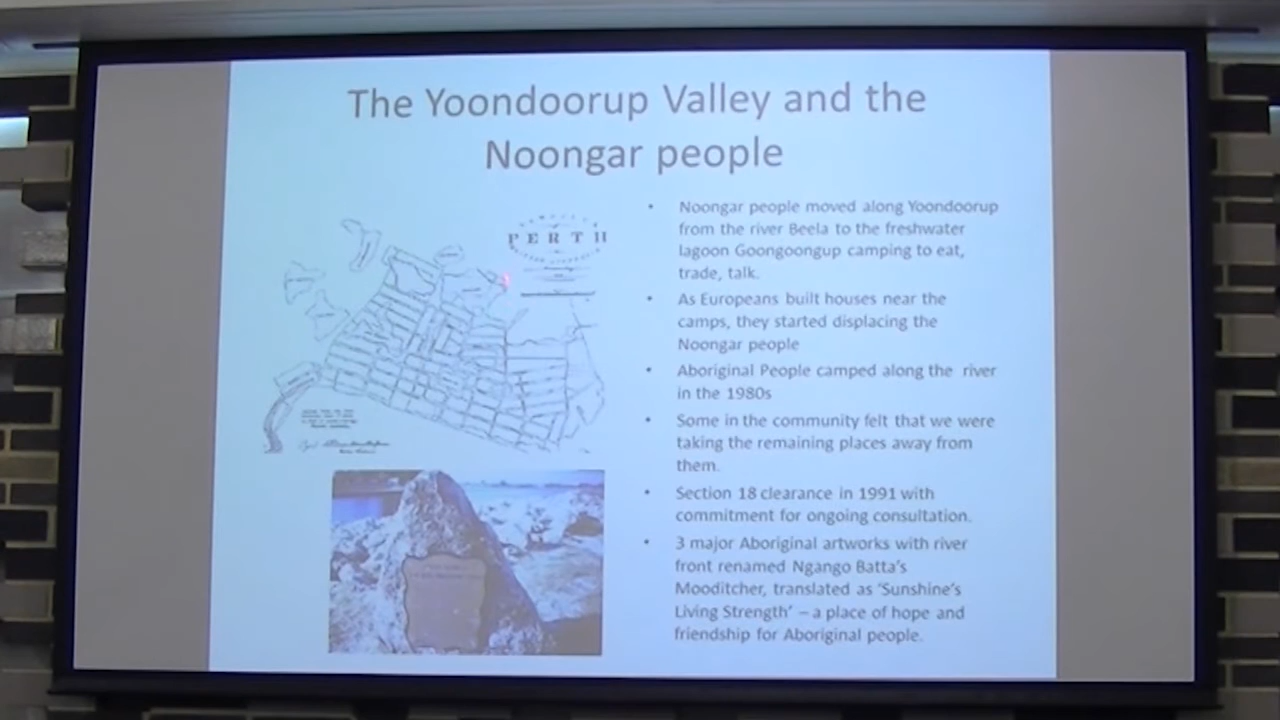 The Yoondoorup Valley and the
Noongar people
PERTH
• Noongar people moved along Yoondoorup
from the river Beela to the freshwater
lagoon Goongoongup camping to eat,
trade, talk.
• As Europeans built houses near the
camps, they started displacing the
Noongar people
• Aboriginal People camped along the river
in the 1980s
• Some in the community felt that we were
taking the remaining places away from
them.
• Section 18 clearance in 1991 with
commitment for ongoing consultation.
• 3 major Aboriginal artworks with river
front renamed Ngango Batta's
Mooditcher, translated as 'Sunshine's
Living Strength' – a place of hope and
friendship for Aboriginal people.